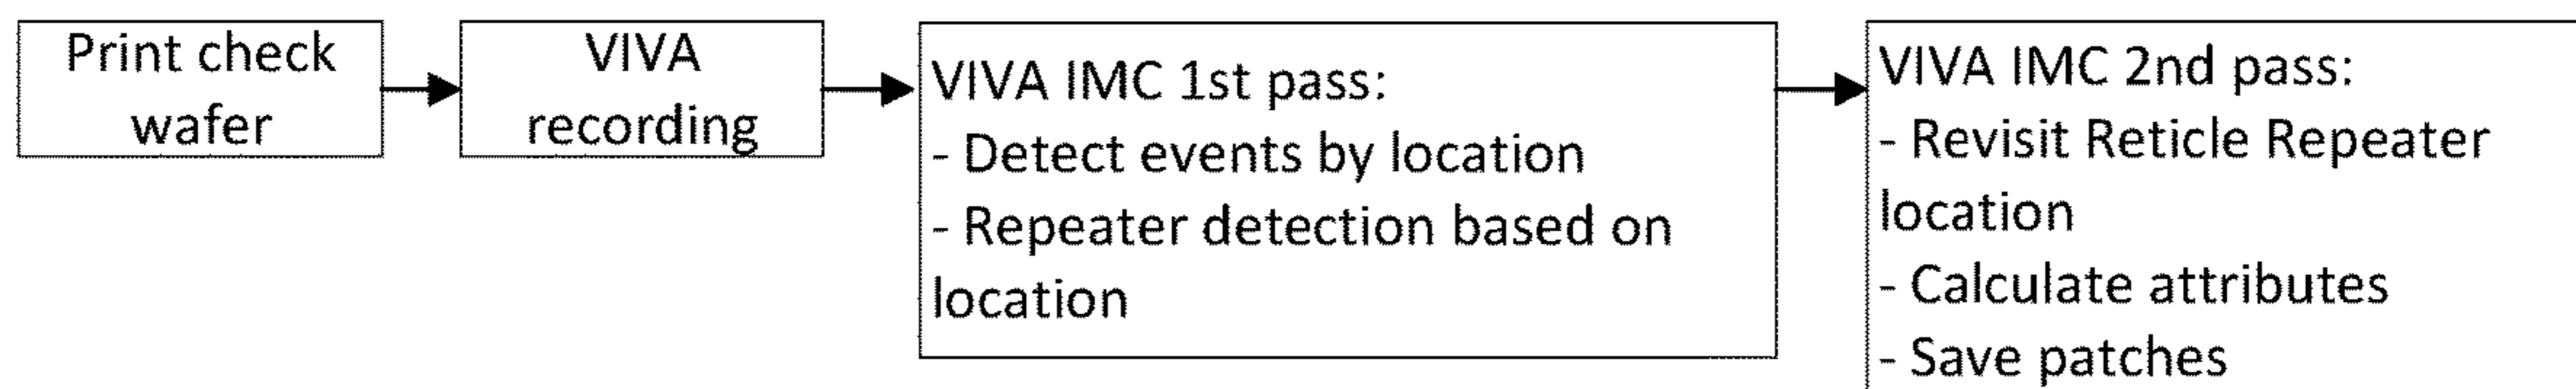 Print check
wafer
VIVA
recording
VIVA IMC 1st pass:
- Detect events by location
- Repeater detection based on
location
VIVA IMC 2nd pass:
- Revisit Reticle Repeater
location
- Calculate attributes
- Save patches